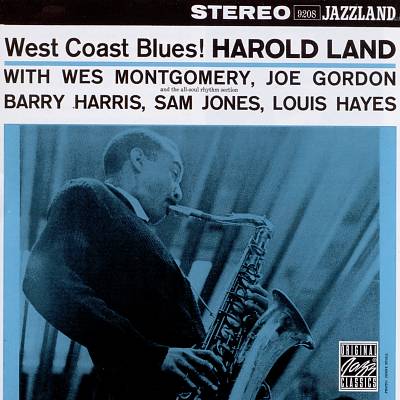 STEREO 9208 JAZZLAND
West Coast Blues! HAROLD LAND
WITH WES MONTGOMERY, JOE GORDON
and the all-soul rhythm section
BARRY HARRIS, SAM JONES, LOUIS HAYES
ORIGINAL
Jazz
CLASSICS